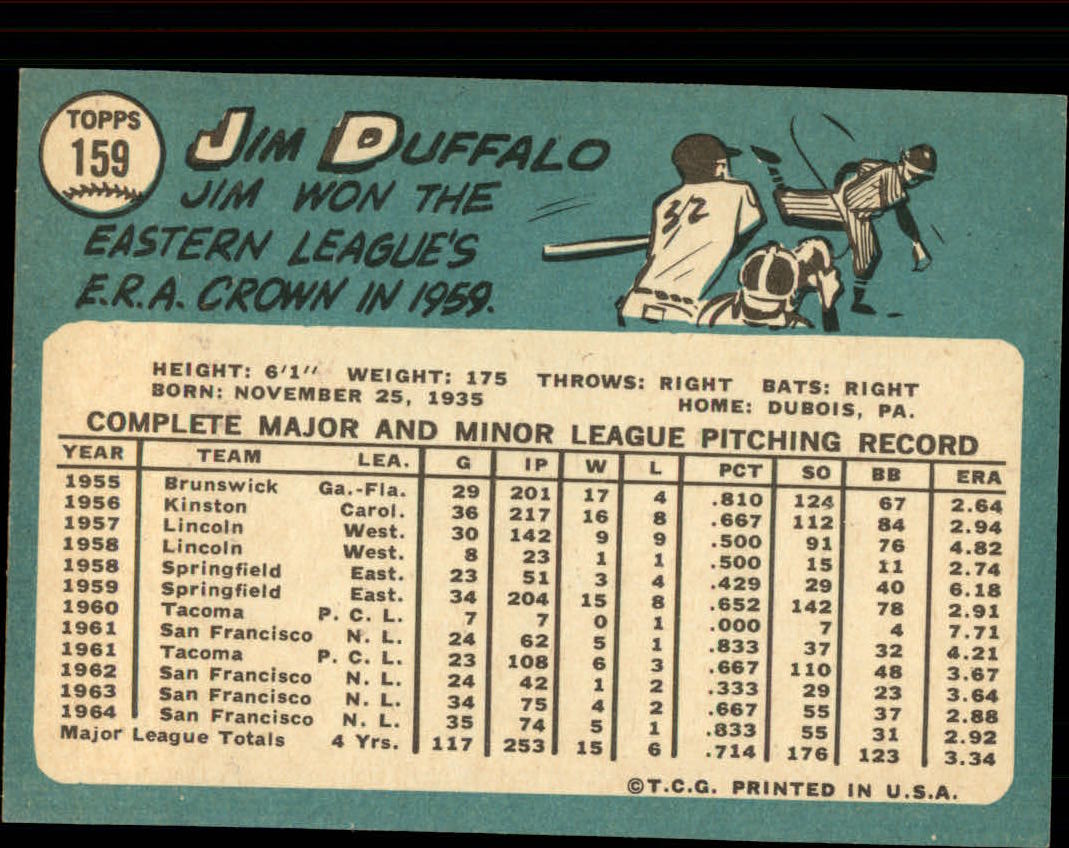 TOPPS
159
JIM DUFFALO
JIM WON THE
EASTERN LEAGUE'S
E.R.A. CROWN IN 1959.
32
HEIGHT: 6'1" WEIGHT: 175 THROWS: RIGHT BATS: RIGHT
BORN: NOVEMBER 25, 1935 HOME: DUBOIS, PA.
COMPLETE MAJOR AND MINOR LEAGUE PITCHING RECORD
YEAR TEAM LEA. G IP W L PCT SO BB ERA
1955 Brunswick Ga.-Fla. 29 201 17 4 .810 124 67 2.64
1956 Kinston Carol. 36 217 16 8 .667 112 84 2.94
1957 Lincoln West. 30 142 9 9 .500 91 76 4.82
1958 Lincoln West. 8 23 1 1 .500 15 11 2.74
1958 Springfield East. 23 51 3 4 .429 29 40 6.18
1959 Springfield East. 34 204 15 8 .652 142 78 2.91
1960 Tacoma P. C. L. 7 7 0 1 .000 7 4 7.71
1961 San Francisco N. L. 24 62 5 1 .833 37 32 4.21
1961 Tacoma P. C. L. 23 108 6 3 .667 110 48 3.67
1962 San Francisco N. L. 24 42 1 2 .333 29 23 3.64
1963 San Francisco N. L. 34 75 4 2 .667 55 37 2.88
1964 San Francisco N. L. 35 74 5 1 .833 55 31 2.92
Major League Totals 4 Yrs. 117 253 15 6 .714 176 123 3.34
©T.C.G. PRINTED IN U.S.A.